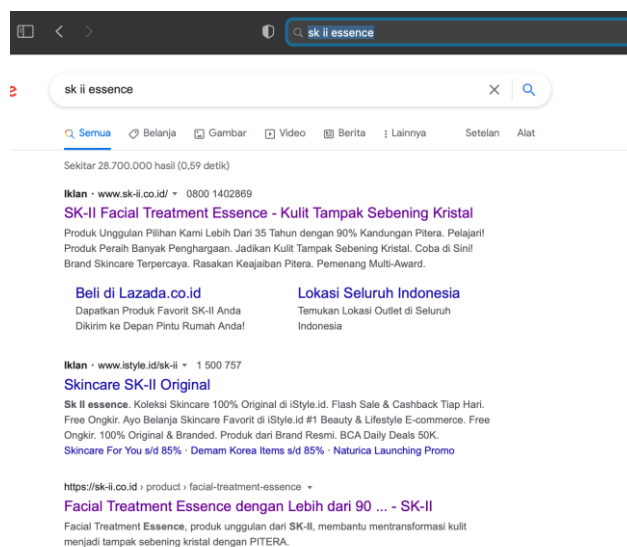 sk ii essence
sk ii essence
Semua Belanja Gambar Video Berita Lainnya Setelan Alat
Sekitar 28.700.000 hasil (0,59 detik)
Iklan · www.sk-ii.co.id/ 0800 1402869
SK-II Facial Treatment Essence - Kulit Tampak Sebening Kristal
Produk Unggulan Pilihan Kami Lebih Dari 35 Tahun dengan 90% Kandungan Pitera. Pelajari!
Produk Peraih Banyak Penghargaan. Jadikan Kulit Tampak Sebening Kristal. Coba di Sini!
Brand Skincare Terpercaya. Rasakan Keajaiban Pitera. Pemenang Multi-Award.
Beli di Lazada.co.id
Dapatkan Produk Favorit SK-II Anda
Dikirim ke Depan Pintu Rumah Anda!
Lokasi Seluruh Indonesia
Temukan Lokasi Outlet di Seluruh
Indonesia
Iklan · www.istyle.id/sk-ii 1 500 757
Skincare SK-II Original
Sk II essence. Koleksi Skincare 100% Original di iStyle.id. Flash Sale & Cashback Tiap Hari.
Free Ongkir. Ayo Belanja Skincare Favorit di iStyle.id #1 Beauty & Lifestyle E-commerce. Free
Ongkir. 100% Original & Branded. Produk dari Brand Resmi. BCA Daily Deals 50K.
Skincare For You s/d 85% · Demam Korea Items s/d 85% · Naturica Launching Promo
https://sk-ii.co.id › product › facial-treatment-essence
Facial Treatment Essence dengan Lebih dari 90 ... - SK-II
Facial Treatment Essence, produk unggulan dari SK-II, membantu mentransformasi kulit
menjadi tampak sebening kristal dengan PITERA.